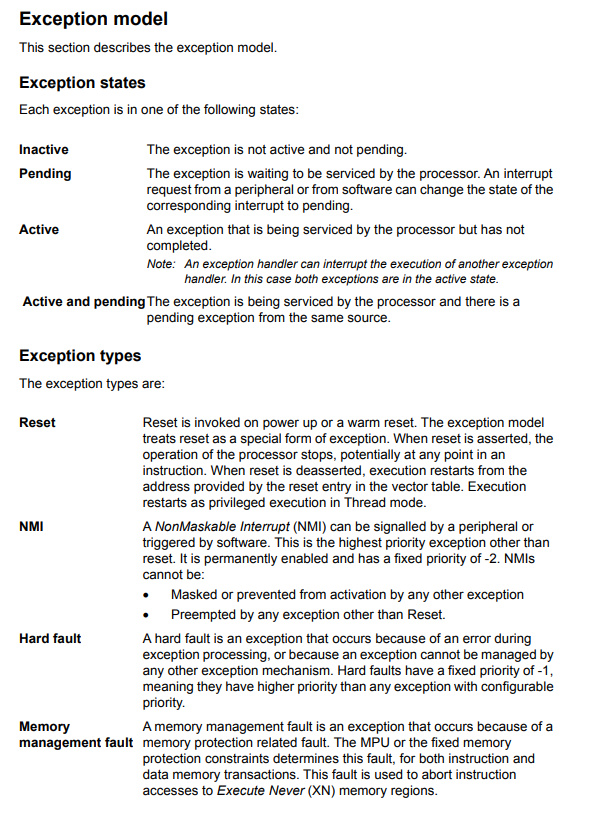 Exception model
This section describes the exception model.
Exception states
Each exception is in one of the following states:
Inactive The exception is not active and not pending.
Pending The exception is waiting to be serviced by the processor. An interrupt
request from a peripheral or from software can change the state of the
corresponding interrupt to pending.
Active An exception that is being serviced by the processor but has not
completed.
Note: An exception handler can interrupt the execution of another exception
handler. In this case both exceptions are in the active state.
Active and pending The exception is being serviced by the processor and there is a
pending exception from the same source.
Exception types
The exception types are:
Reset Reset is invoked on power up or a warm reset. The exception model
treats reset as a special form of exception. When reset is asserted, the
operation of the processor stops, potentially at any point in an
instruction. When reset is deasserted, execution restarts from the
address provided by the reset entry in the vector table. Execution
restarts as privileged execution in Thread mode.
NMI A NonMaskable Interrupt (NMI) can be signalled by a peripheral or
triggered by software. This is the highest priority exception other than
reset. It is permanently enabled and has a fixed priority of -2. NMIs
cannot be:
• Masked or prevented from activation by any other exception
• Preempted by any exception other than Reset.
Hard fault A hard fault is an exception that occurs because of an error during
exception processing, or because an exception cannot be managed by
any other exception mechanism. Hard faults have a fixed priority of -1,
meaning they have higher priority than any exception with configurable
priority.
Memory A memory management fault is an exception that occurs because of a
management fault memory protection related fault. The MPU or the fixed memory
protection constraints determines this fault, for both instruction and
data memory transactions. This fault is used to abort instruction
accesses to Execute Never (XN) memory regions.